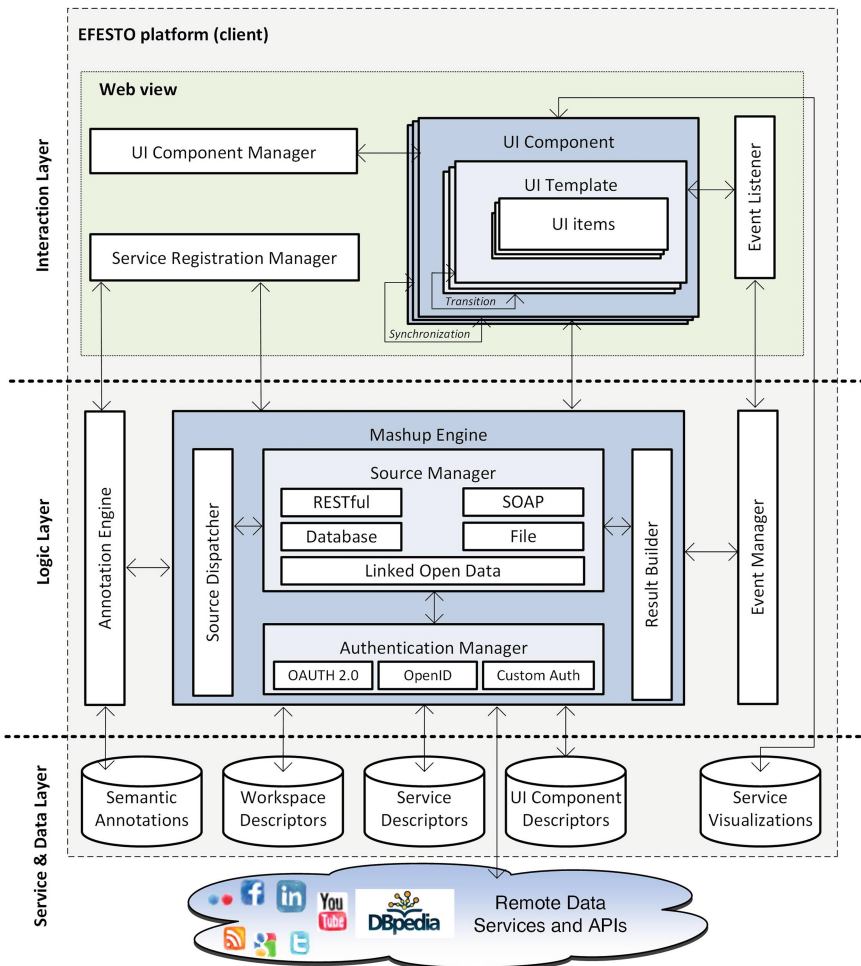 EFESTO platform (client)
Web view
Interaction Layer
UI Component Manager
UI Component
UI Template
UI items
Event Listener
Service Registration Manager
Transition
Synchronization
Logic Layer
Annotation Engine
Mashup Engine
Source Dispatcher
Source Manager
RESTful
SOAP
Database
File
Linked Open Data
Authentication Manager
OAUTH 2.0
OpenID
Custom Auth
Result Builder
Event Manager
Service & Data Layer
Semantic
Annotations
Workspace
Descriptors
Service
Descriptors
UI Component
Descriptors
Service
Visualizations
f
in
You
Tube
DBpedia
g
t
Remote Data
Services and APIs